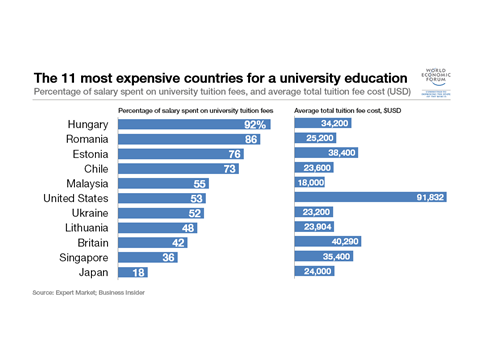 The 11 most expensive countries for a university education
Percentage of salary spent on university tuition fees, and average total tuition fee cost (USD)
WORLD
ECONOMIC
FORUM
Percentage of salary spent on university tuition fees
Average total tuition fee cost, $USD
Hungary 92% 34,200
Romania 86 25,200
Estonia 76 38,400
Chile 73 23,600
Malaysia 55 18,000
United States 53 91,832
Ukraine 52 23,200
Lithuania 48 23,904
Britain 42 40,290
Singapore 36 35,400
Japan 18 24,000
Source: Expert Market; Business Insider